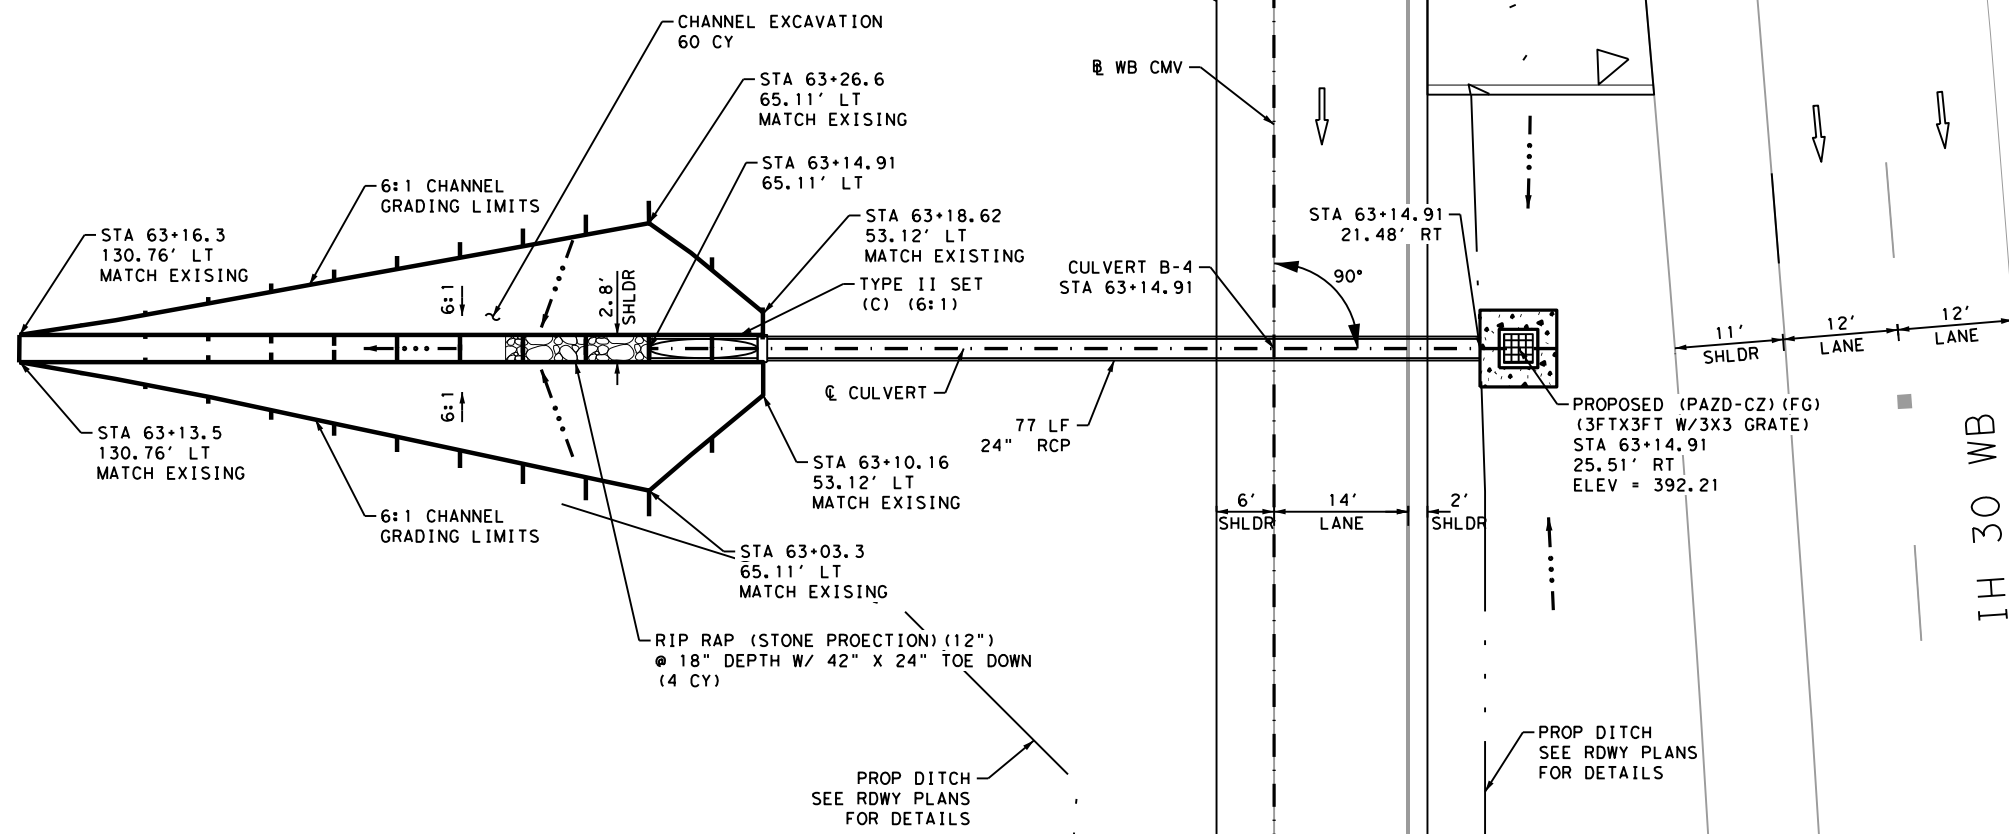 CHANNEL EXCAVATION
60 CY
STA 63+26.6
65.11' LT
MATCH EXISING
STA 63+14.91
65.11' LT
6:1 CHANNEL
GRADING LIMITS
STA 63+16.3
130.76' LT
MATCH EXISING
STA 63+18.62
53.12' LT
MATCH EXISTING
TYPE II SET
(C) (6:1)
6:1
2.8'
SHLDR
6:1
℄ CULVERT
STA 63+13.5
130.76' LT
MATCH EXISING
6:1 CHANNEL
GRADING LIMITS
STA 63+10.16
53.12' LT
MATCH EXISTING
STA 63+03.3
65.11' LT
MATCH EXISING
RIP RAP (STONE PROECTION)(12")
@ 18" DEPTH W/ 42" X 24" TOE DOWN
(4 CY)
PROP DITCH
SEE RDWY PLANS
FOR DETAILS
77 LF
24" RCP
BL WB CMV
CULVERT B-4
STA 63+14.91
90°
STA 63+14.91
21.48' RT
6'
SHLDR
14'
LANE
2'
SHLDR
11'
SHLDR
12'
LANE
12'
LANE
PROPOSED (PAZD-CZ)(FG)
(3FTX3FT W/3X3 GRATE)
STA 63+14.91
25.51' RT
ELEV = 392.21
IH 30 WB
PROP DITCH
SEE RDWY PLANS
FOR DETAILS